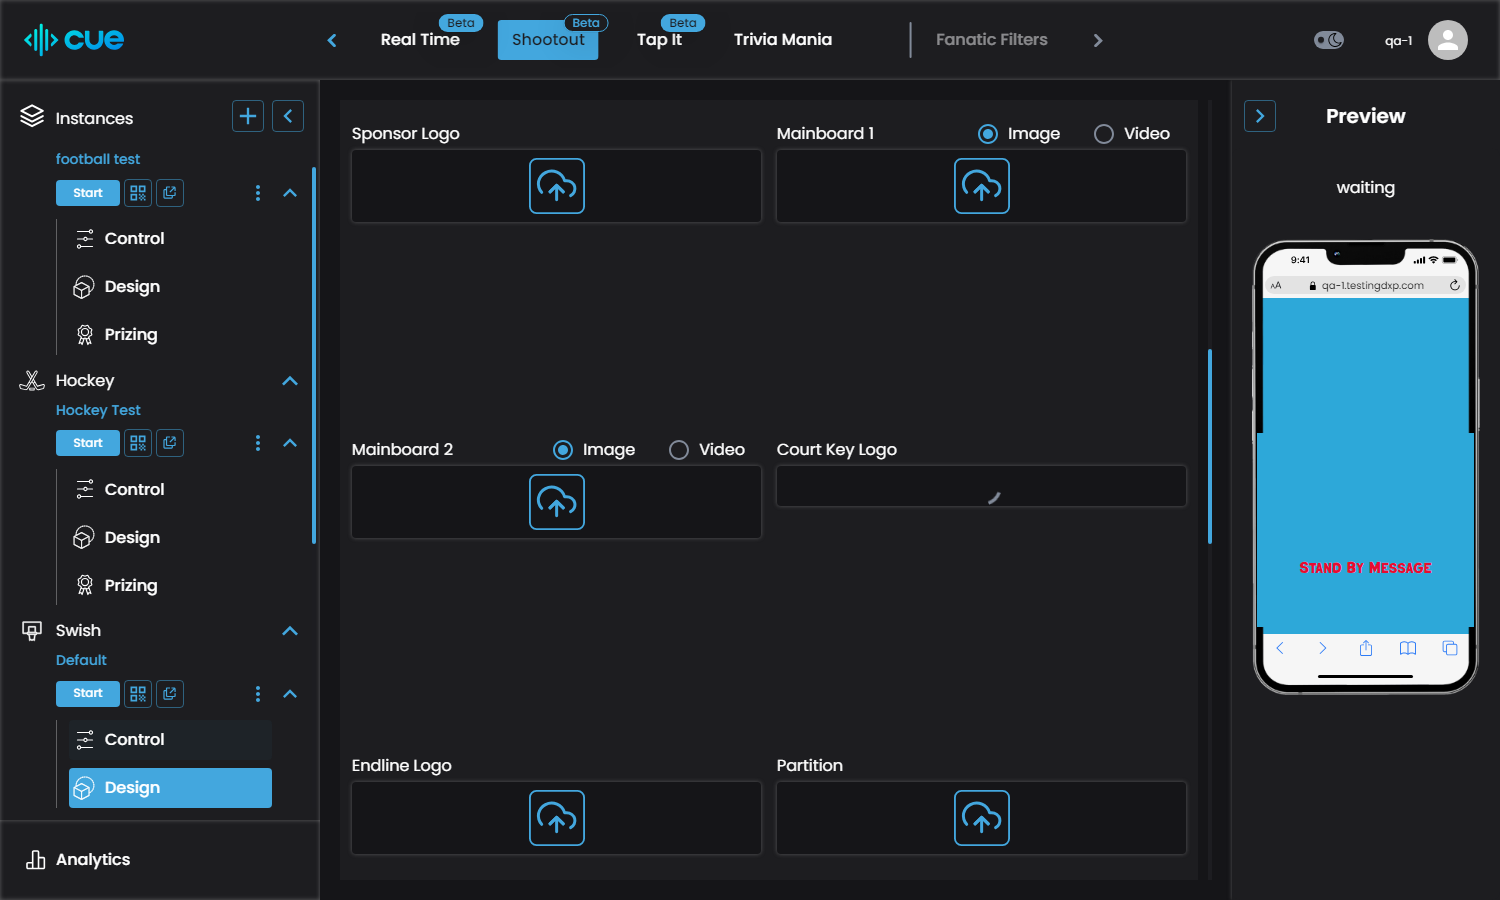 cue
Real Time
Beta
Shootout
Beta
Tap It
Beta
Trivia Mania
Fanatic Filters
qa-1
Instances
football test
Start
Control
Design
Prizing
Hockey
Hockey Test
Start
Control
Design
Prizing
Swish
Default
Start
Control
Design
Analytics
Sponsor Logo
Mainboard 1
Image
Video
Mainboard 2
Image
Video
Court Key Logo
Endline Logo
Partition
Preview
waiting
9:41
AA
qa-1.testingdxp.com
Stand By Message